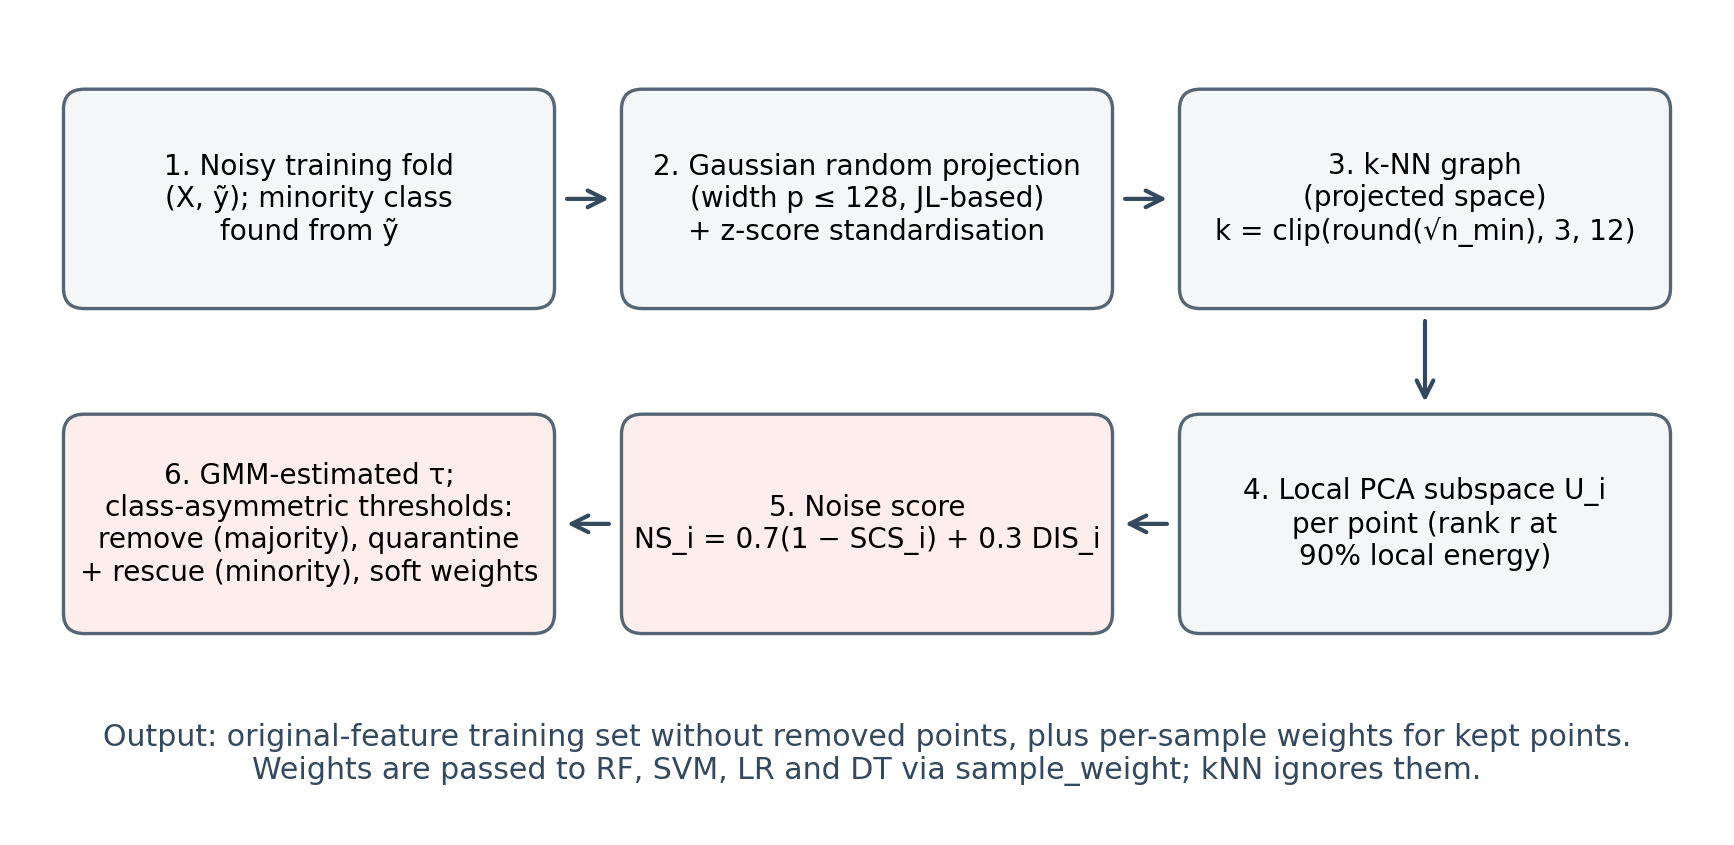 1. Noisy training fold
(X, ỹ); minority class
found from ỹ
2. Gaussian random projection
(width p ≤ 128, JL-based)
+ z-score standardisation
3. k-NN graph
(projected space)
k = clip(round(√n_min), 3, 12)
4. Local PCA subspace U_i
per point (rank r at
90% local energy)
5. Noise score
NS_i = 0.7(1 − SCS_i) + 0.3 DIS_i
6. GMM-estimated τ;
class-asymmetric thresholds:
remove (majority), quarantine
+ rescue (minority), soft weights
Output: original-feature training set without removed points, plus per-sample weights for kept points.
Weights are passed to RF, SVM, LR and DT via sample_weight; kNN ignores them.